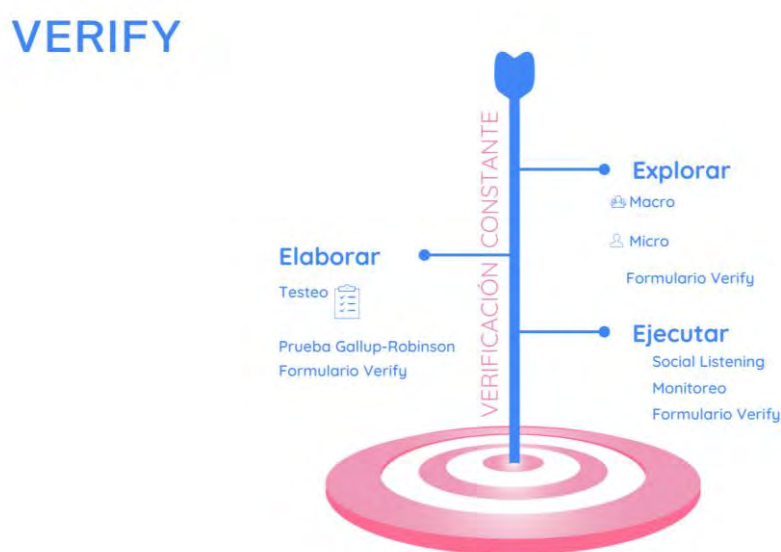 VERIFY
VERIFICACIÓN CONSTANTE
Explorar
Macro
Micro
Formulario Verify
Elaborar
Testeo
Prueba Gallup-Robinson
Formulario Verify
Ejecutar
Social Listening
Monitoreo
Formulario Verify